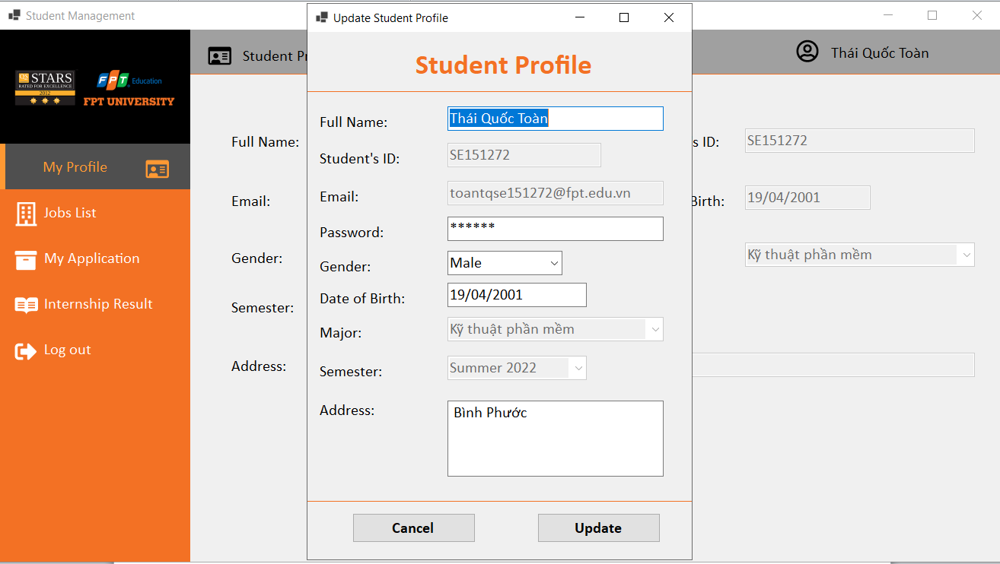 Student Management
Update Student Profile
QS STARS
RATED FOR EXCELLENCE
2012
FPT Education
FPT UNIVERSITY
My Profile
Jobs List
My Application
Internship Result
Log out
Student Pr
Thái Quốc Toàn
Full Name:
s ID: SE151272
Email:
Birth: 19/04/2001
Gender:
Kỹ thuật phần mềm
Semester:
Address:
Student Profile
Full Name: Thái Quốc Toàn
Student's ID: SE151272
Email: toantqse151272@fpt.edu.vn
Password: ******
Gender: Male
Date of Birth: 19/04/2001
Major: Kỹ thuật phần mềm
Semester: Summer 2022
Address: Bình Phước
Cancel Update